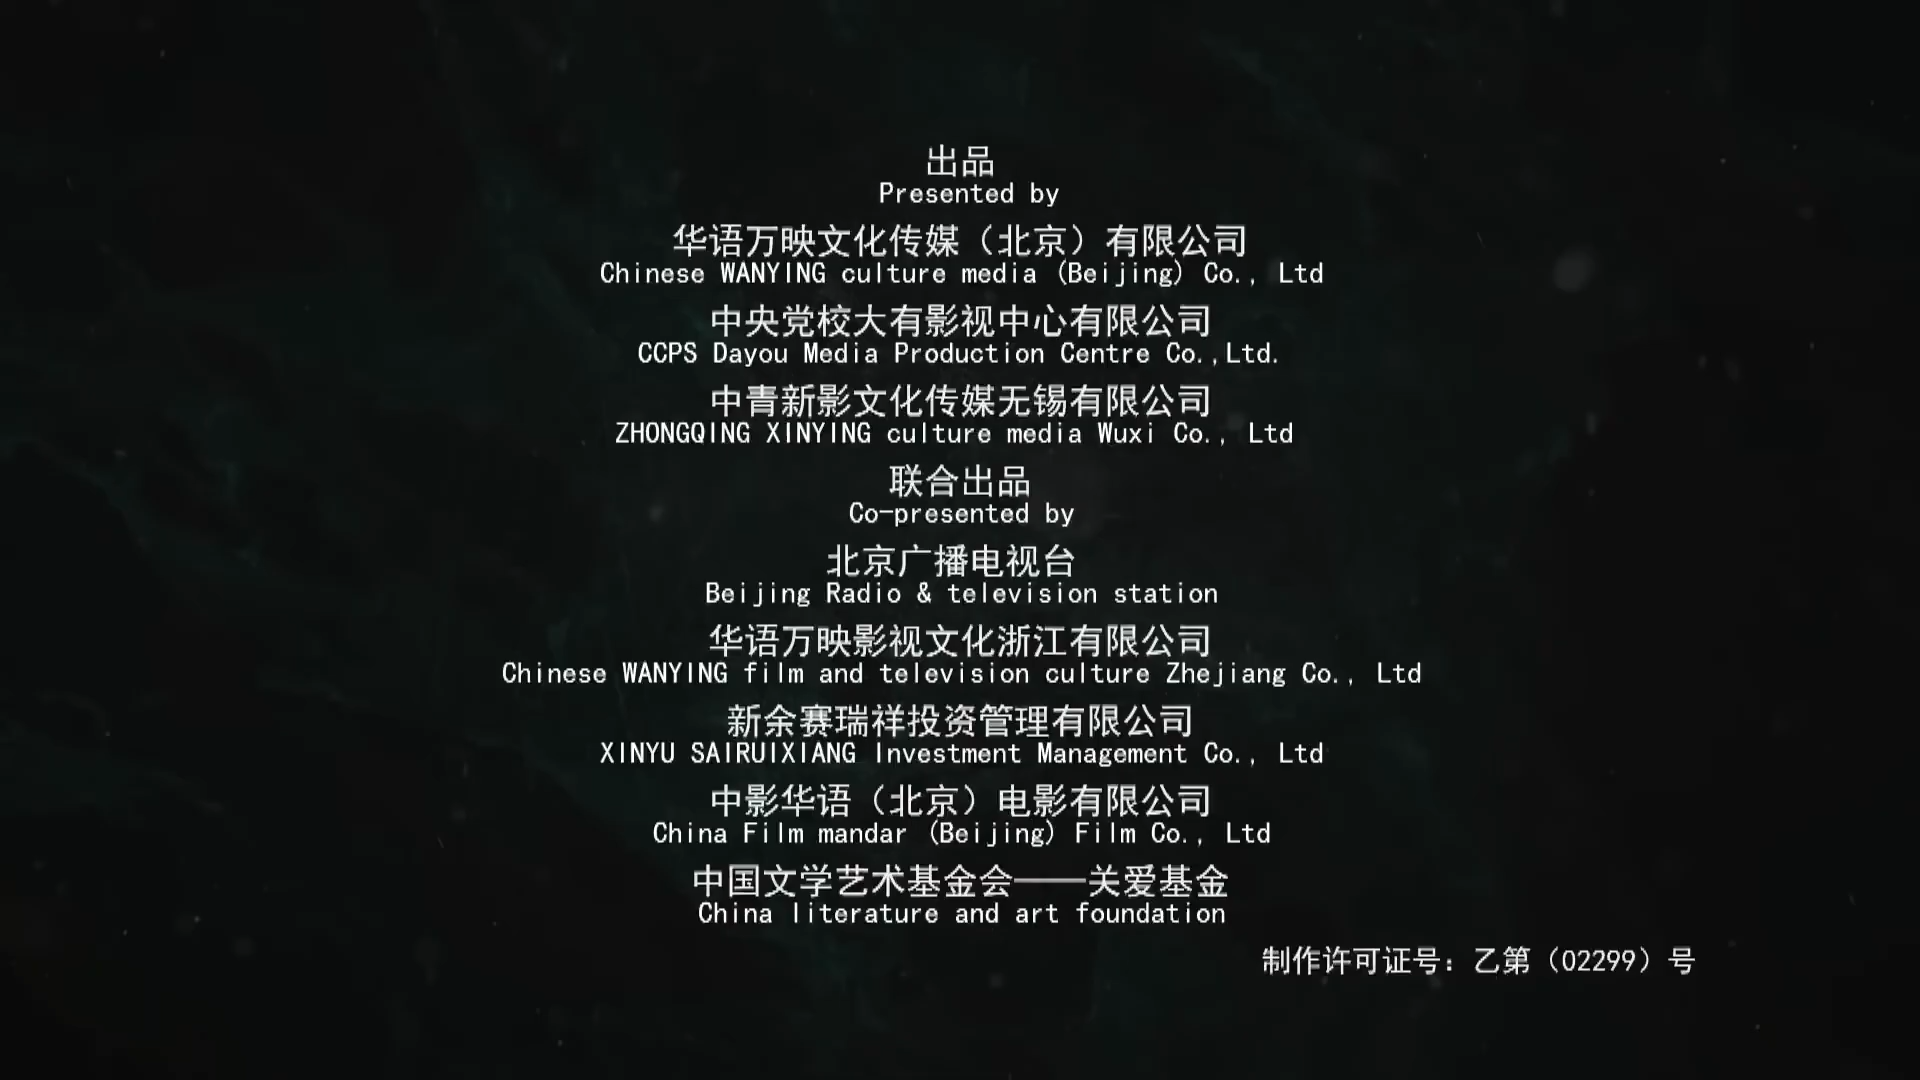 出品
Presented by
华语万映文化传媒（北京）有限公司
Chinese WANYING culture media (Beijing) Co., Ltd
中央党校大有影视中心有限公司
CCPS Dayou Media Production Centre Co.,Ltd.
中青新影文化传媒无锡有限公司
ZHONGQING XINYING culture media Wuxi Co., Ltd
联合出品
Co-presented by
北京广播电视台
Beijing Radio & television station
华语万映影视文化浙江有限公司
Chinese WANYING film and television culture Zhejiang Co., Ltd
新余赛瑞祥投资管理有限公司
XINYU SAIRUIXIANG Investment Management Co., Ltd
中影华语（北京）电影有限公司
China Film mandar (Beijing) Film Co., Ltd
中国文学艺术基金会——关爱基金
China literature and art foundation
制作许可证号：乙第（02299）号